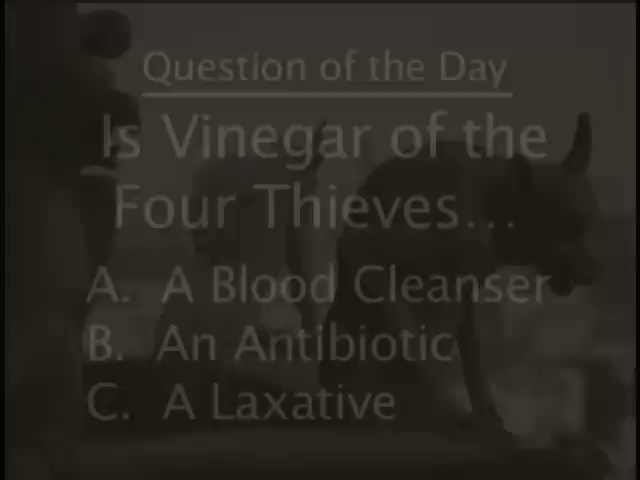 Question of the Day
Is Vinegar of the
Four Thieves...
A. A Blood Cleanser
B. An Antibiotic
C. A Laxative